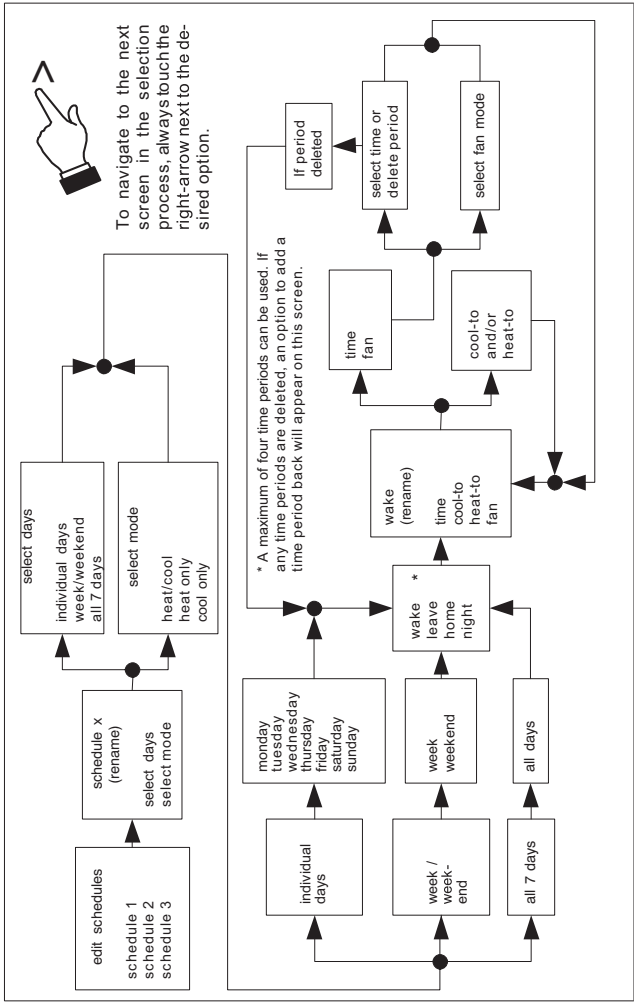 edit schedules
schedule 1
schedule 2
schedule 3
schedule x
(rename)
select days
select mode
select days
individual days
week/weekend
all 7 days
select mode
heat/cool
heat only
cool only
>
To navigate to the next
screen in the selection
process, always touch the
right-arrow next to the de-
sired option.
individual
days
week /
week-
end
all 7 days
monday
tuesday
wednesday
thursday
friday
saturday
sunday
week
weekend
all days
wake *
leave
home
night
* A maximum of four time periods can be used. If
any time periods are deleted, an option to add a
time period back will appear on this screen.
wake
(rename)
time
cool-to
heat-to
fan
time
fan
cool-to
and/or
heat-to
If period
deleted
select time or
delete period
select fan mode